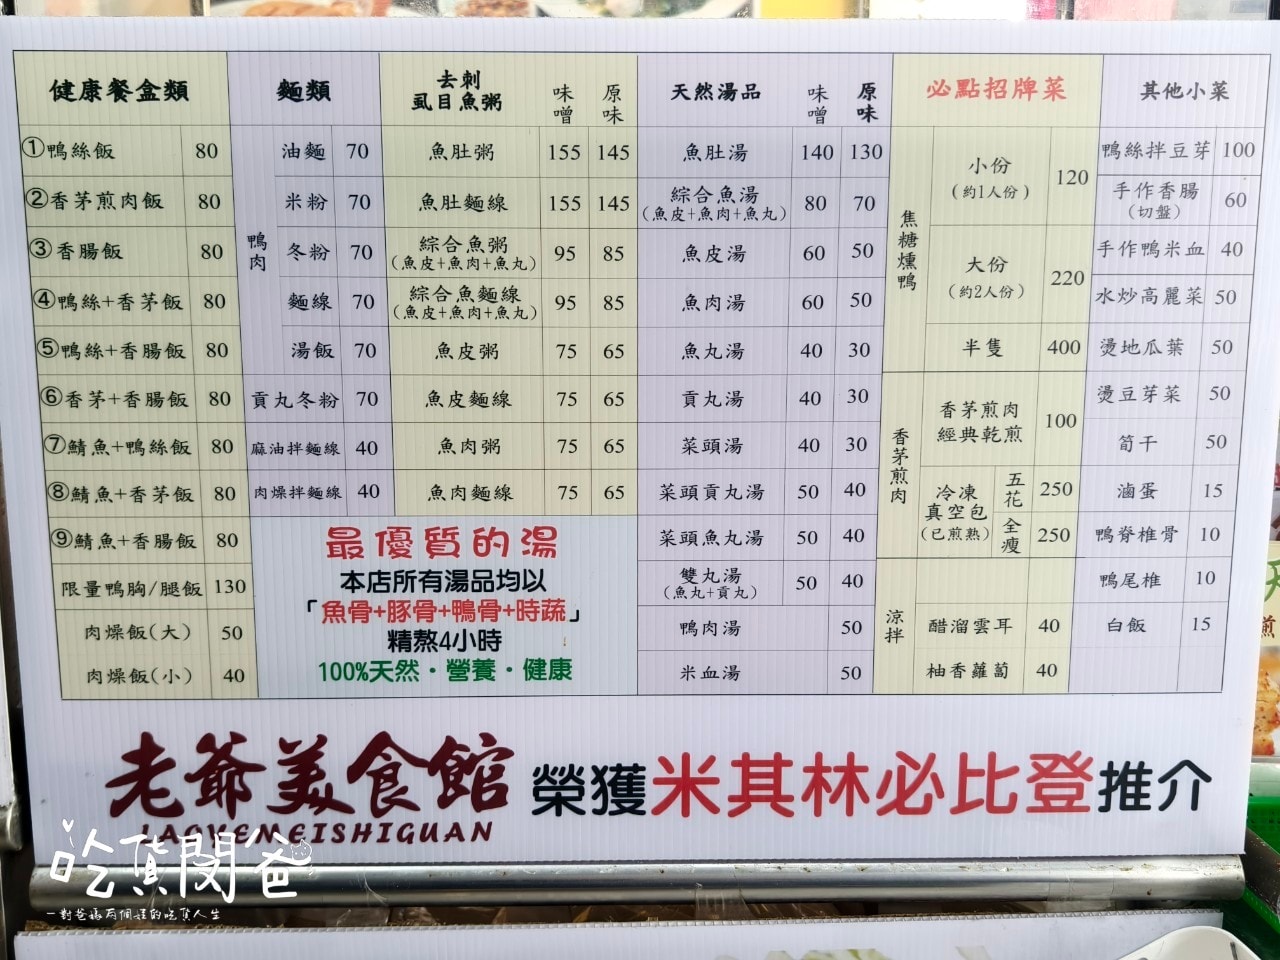 健康餐盒類
①鴨絲飯 80
②香茅煎肉飯 80
③香腸飯 80
④鴨絲+香茅飯 80
⑤鴨絲+香腸飯 80
⑥香茅+香腸飯 80
⑦鯖魚+鴨絲飯 80
⑧鯖魚+香茅飯 80
⑨鯖魚+香腸飯 80
限量鴨胸/腿飯 130
肉燥飯(大) 50
肉燥飯(小) 40
麵類
鴨肉
油麵 70
米粉 70
冬粉 70
麵線 70
湯飯 70
貢丸冬粉 70
麻油拌麵線 40
肉燥拌麵線 40
去刺
虱目魚粥 味噌 原味
魚肚粥 155 145
魚肚麵線 155 145
綜合魚粥 95 85
(魚皮+魚肉+魚丸)
綜合魚麵線 95 85
(魚皮+魚肉+魚丸)
魚皮粥 75 65
魚皮麵線 75 65
魚肉粥 75 65
魚肉麵線 75 65
最優質的湯
本店所有湯品均以
「魚骨+豚骨+鴨骨+時蔬」
精熬4小時
100%天然・營養・健康
天然湯品 味噌 原味
魚肚湯 140 130
綜合魚湯 80 70
(魚皮+魚肉+魚丸)
魚皮湯 60 50
魚肉湯 60 50
魚丸湯 40 30
貢丸湯 40 30
菜頭湯 40 30
菜頭貢丸湯 50 40
菜頭魚丸湯 50 40
雙丸湯 50 40
(魚丸+貢丸)
鴨肉湯 50
米血湯 50
必點招牌菜
焦糖燻鴨
小份 120
(約1人份)
大份 220
(約2人份)
半隻 400
香茅煎肉
香茅煎肉
經典乾煎 100
冷凍
真空包
(已煎熟)
五花 250
全瘦 250
涼拌
醋溜雲耳 40
柚香蘿蔔 40
其他小菜
鴨絲拌豆芽 100
手作香腸 60
(切盤)
手作鴨米血 40
水炒高麗菜 50
燙地瓜葉 50
燙豆芽菜 50
筍干 50
滷蛋 15
鴨脊椎骨 10
鴨尾椎 10
白飯 15
老爺美食館
LAOYEMEISHIGUAN
榮獲米其林必比登推介
吃貨閔爸
一對爸媽兩個娃的吃貨人生
煎